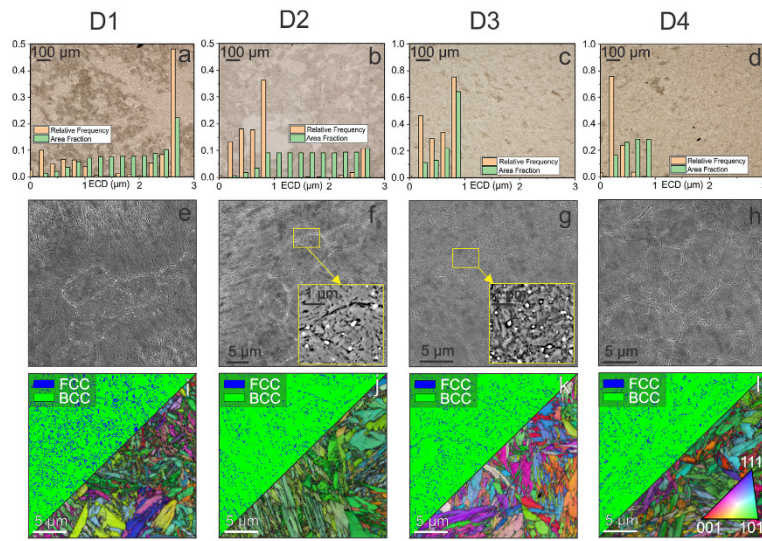 D1 D2 D3 D4
100 µm 100 µm 100 µm 100 µm
a b c d
0.5 0.5 1.0 1.0
0.4 0.4 0.8 0.8
0.3 0.3 0.6 0.6
0.2 0.2 0.4 0.4
0.1 0.1 0.2 0.2
0.0 0.0 0.0 0.0
Relative Frequency
Area Fraction
Relative Frequency
Area Fraction
Relative Frequency
Area Fraction
Relative Frequency
Area Fraction
0 1 2 3 0 1 2 3 0 1 2 3 0 1 2 3
ECD (µm) ECD (µm) ECD (µm) ECD (µm)
e f g h
1 µm
5 µm 5 µm 5 µm
FCC FCC FCC FCC
BCC BCC BCC BCC
i j k l
111
001 101
5 µm 5 µm 5 µm 5 µm